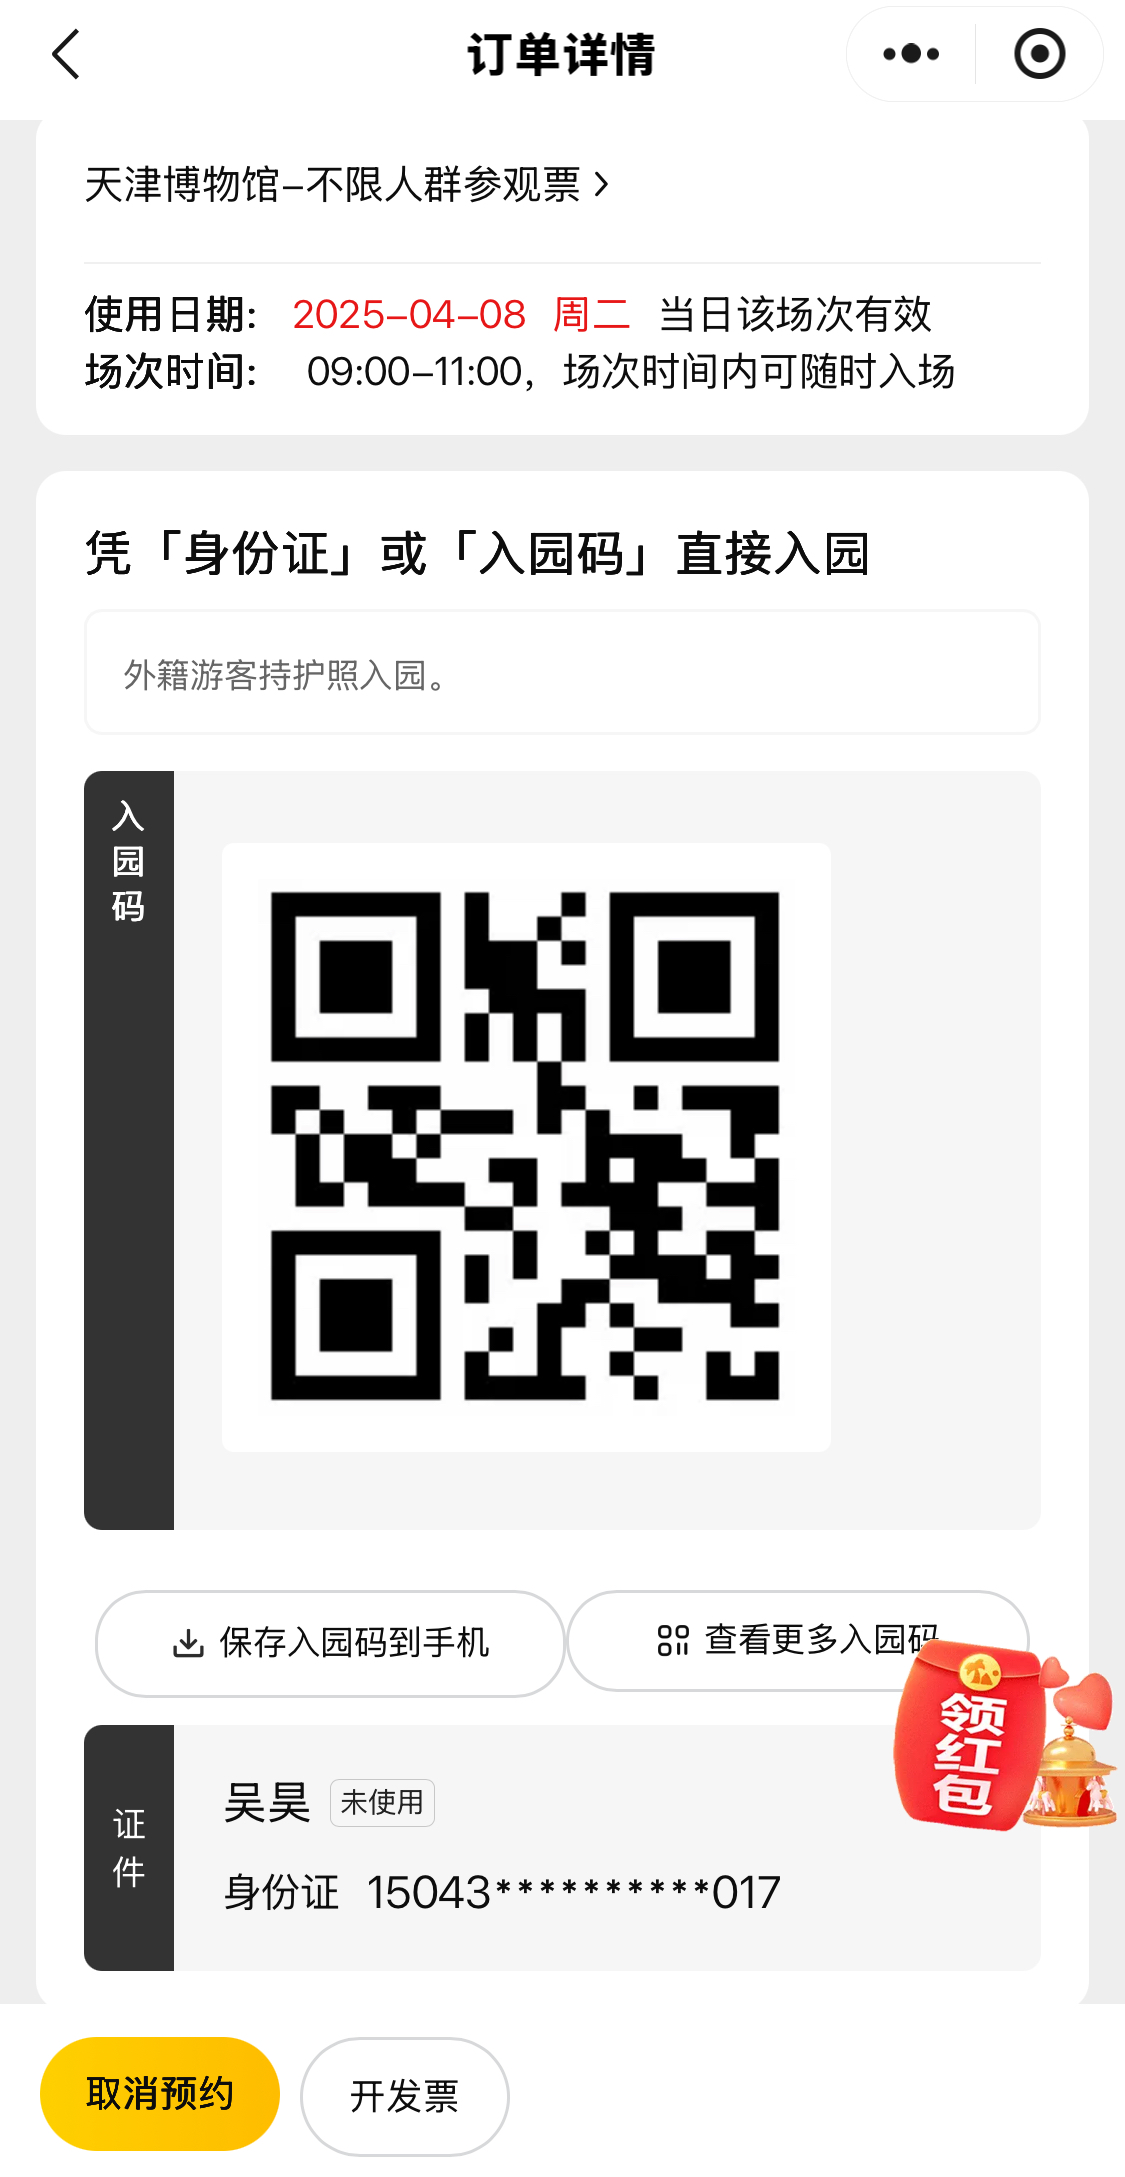 订单详情
天津博物馆–不限人群参观票
使用日期： 2025–04–08 周二 当日该场次有效
场次时间： 09:00–11:00，场次时间内可随时入场
凭「身份证」或「入园码」直接入园
外籍游客持护照入园。
入园码
保存入园码到手机
查看更多入园码
领红包
证件
吴昊 未使用
身份证 15043**********017
取消预约
开发票